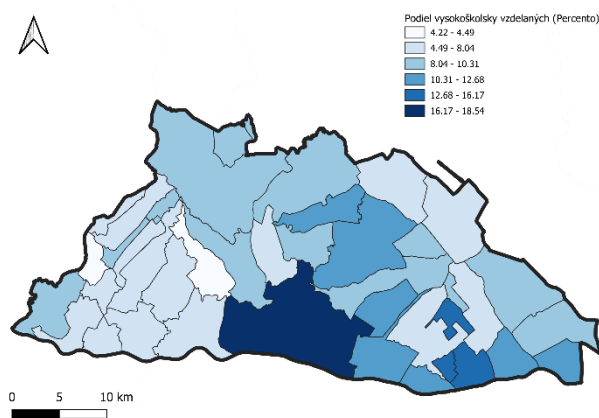 Podiel vysokoškolsky vzdelaných (Percento)
4.22 - 4.49
4.49 - 8.04
8.04 - 10.31
10.31 - 12.68
12.68 - 16.17
16.17 - 18.54
0 5 10 km